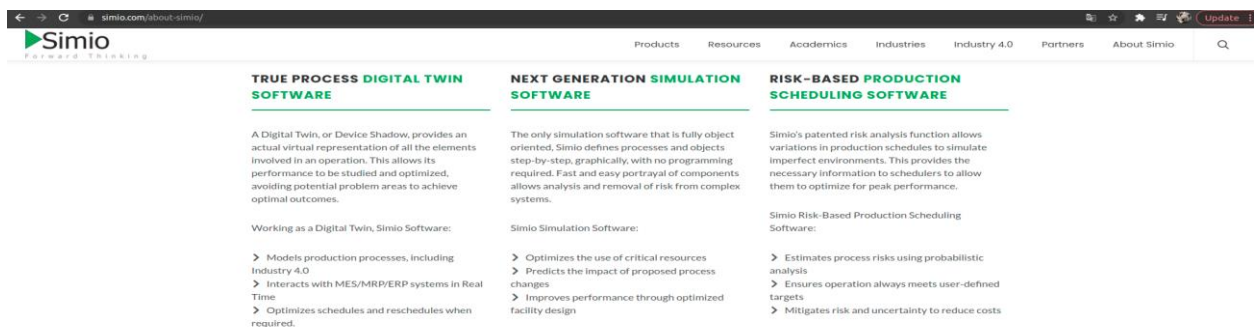 simio.com/about-simio/
Update
Simio
Forward Thinking
Products Resources Academics Industries Industry 4.0 Partners About Simio
TRUE PROCESS DIGITAL TWIN
SOFTWARE
A Digital Twin, or Device Shadow, provides an
actual virtual representation of all the elements
involved in an operation. This allows its
performance to be studied and optimized,
avoiding potential problem areas to achieve
optimal outcomes.
Working as a Digital Twin, Simio Software:
Models production processes, including
Industry 4.0
Interacts with MES/MRP/ERP systems in Real
Time
Optimizes schedules and reschedules when
required.
NEXT GENERATION SIMULATION
SOFTWARE
The only simulation software that is fully object
oriented, Simio defines processes and objects
step-by-step, graphically, with no programming
required. Fast and easy portrayal of components
allows analysis and removal of risk from complex
systems.
Simio Simulation Software:
Optimizes the use of critical resources
Predicts the impact of proposed process
changes
Improves performance through optimized
facility design
RISK-BASED PRODUCTION
SCHEDULING SOFTWARE
Simio's patented risk analysis function allows
variations in production schedules to simulate
imperfect environments. This provides the
necessary information to schedulers to allow
them to optimize for peak performance.
Simio Risk-Based Production Scheduling
Software:
Estimates process risks using probabilistic
analysis
Ensures operation always meets user-defined
targets
Mitigates risk and uncertainty to reduce costs